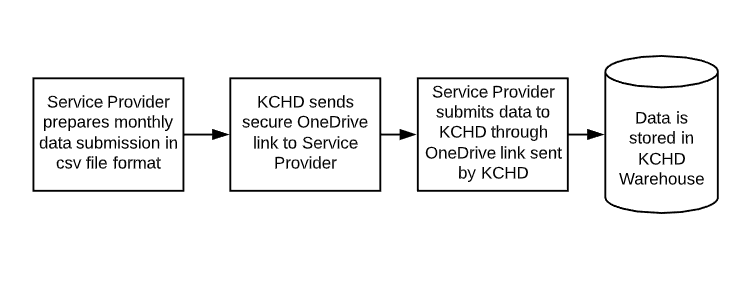 Service Provider
prepares monthly
data submission in
csv file format
KCHD sends
secure OneDrive
link to Service
Provider
Service Provider
submits data to
KCHD through
OneDrive link sent
by KCHD
Data is
stored in
KCHD
Warehouse